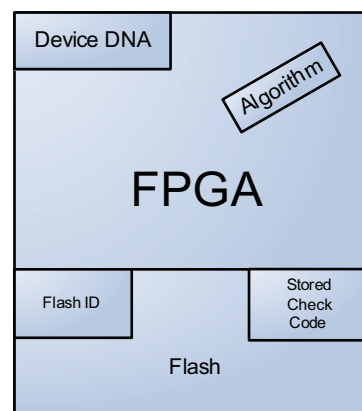 Device DNA
Algorithm
FPGA
Flash ID
Stored
Check
Code
Flash